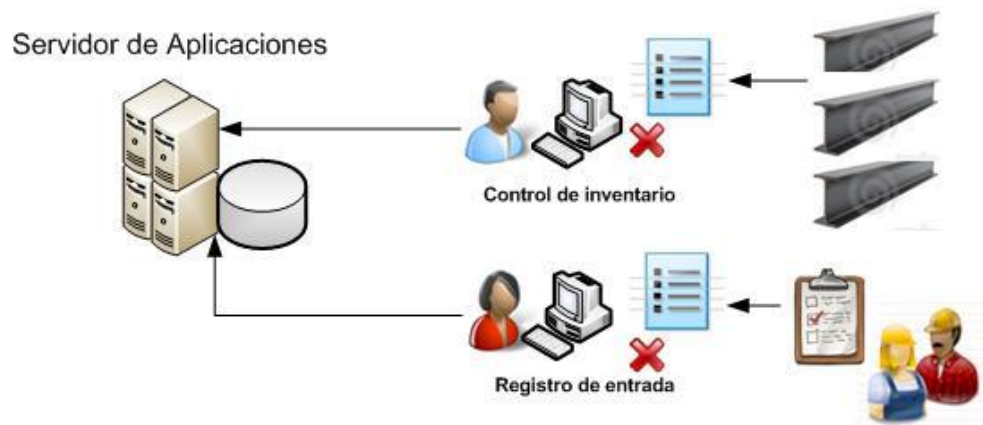 Servidor de Aplicaciones
Control de inventario
Registro de entrada